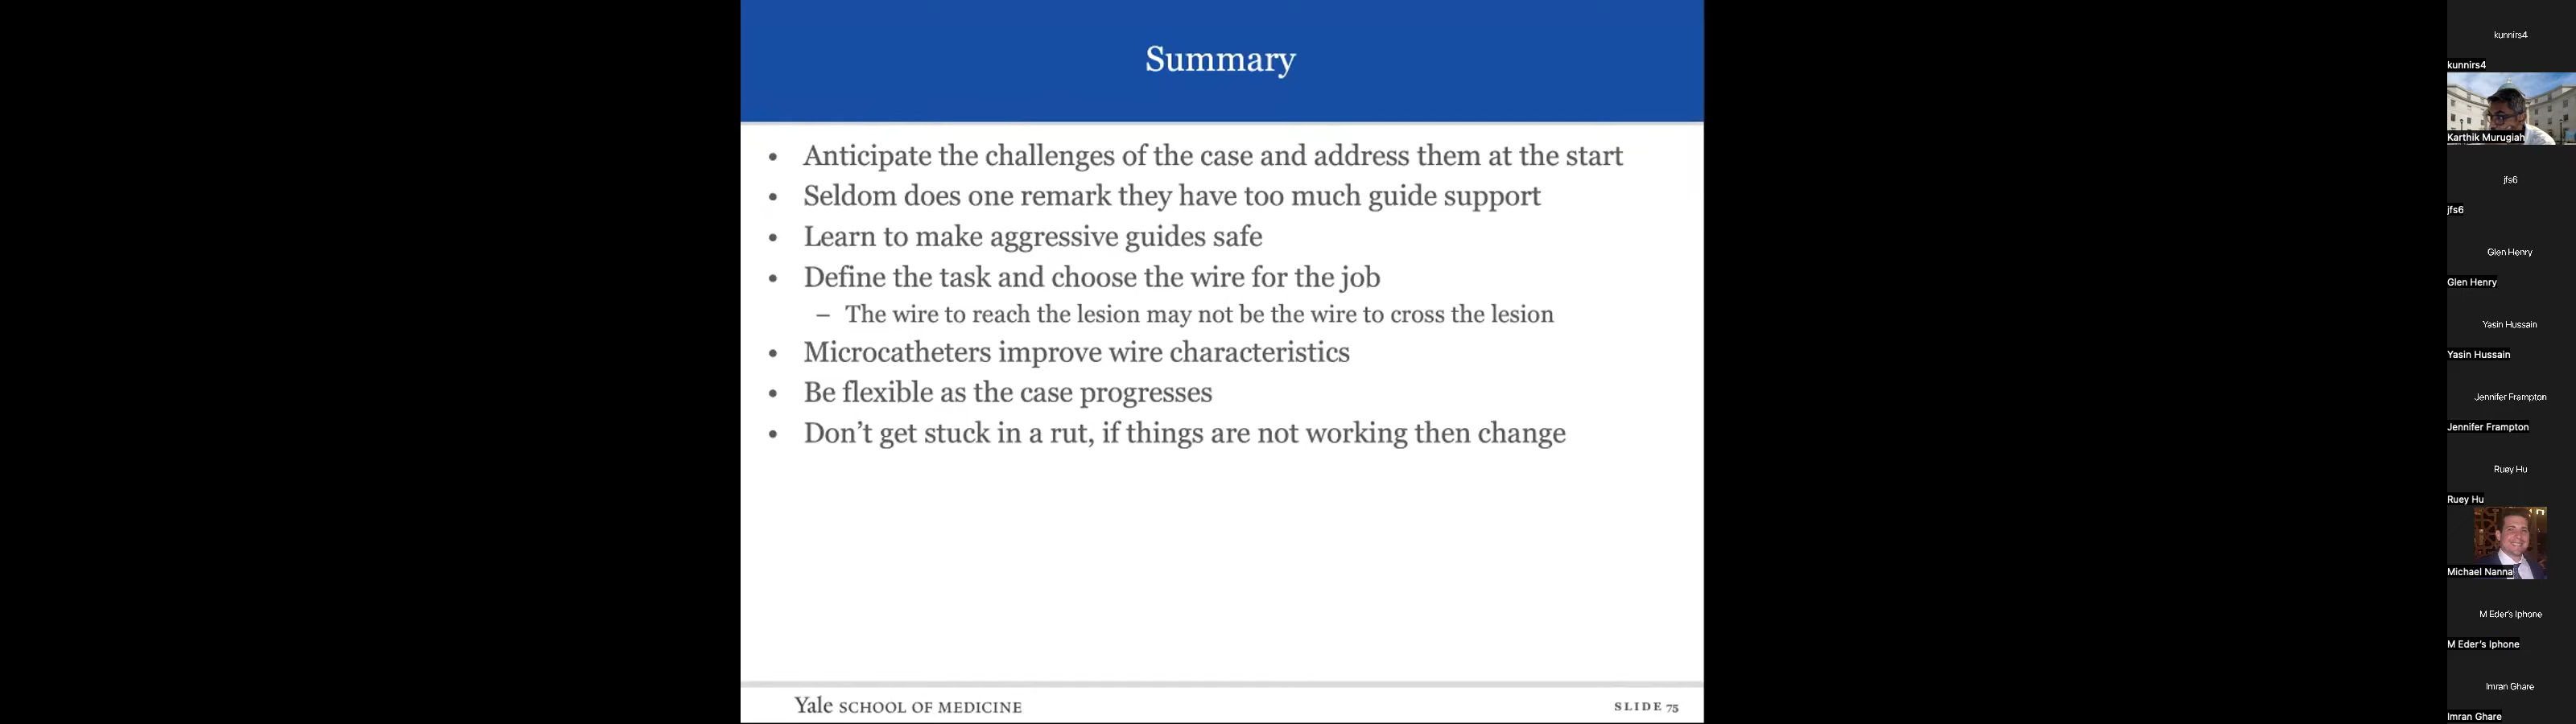 Summary
• Anticipate the challenges of the case and address them at the start
• Seldom does one remark they have too much guide support
• Learn to make aggressive guides safe
• Define the task and choose the wire for the job
– The wire to reach the lesion may not be the wire to cross the lesion
• Microcatheters improve wire characteristics
• Be flexible as the case progresses
• Don’t get stuck in a rut, if things are not working then change
Yale SCHOOL OF MEDICINE
SLIDE 75
kunnirs4
kunnirs4
Karthik Murugiah
jfs6
jfs6
Glen Henry
Glen Henry
Yasin Hussain
Yasin Hussain
Jennifer Frampton
Jennifer Frampton
Ruey Hu
Ruey Hu
Michael Nanna
M Eder's Iphone
M Eder's Iphone
Imran Ghare
Imran Ghare